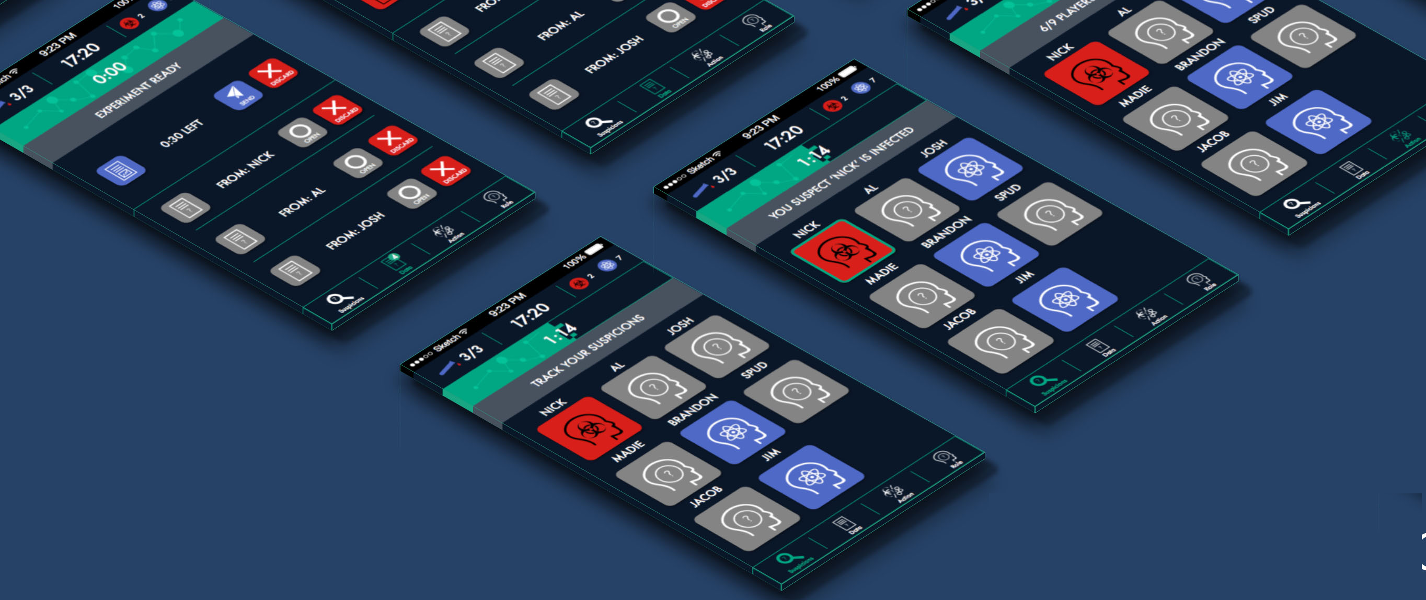 9:23 PM
3/3
17:20
0:00
EXPERIMENT READY
0:30 LEFT
SEND
DISCARD
FROM: NICK
OPEN
DISCARD
FROM: AL
OPEN
DISCARD
FROM: JOSH
OPEN
DISCARD
Suspicions
Data
Action
Role
FROM: AL
OPEN
FROM: JOSH
OPEN
Suspicions
Data
Action
Role
Sketch 9:23 PM 100%
3/3 17:20 2 7
1:14
TRACK YOUR SUSPICIONS
NICK AL JOSH
MADIE BRANDON SPUD
JACOB JIM
Suspicions Data Action Role
Sketch 9:23 PM 100%
3/3 17:20 2 7
1:14
YOU SUSPECT 'NICK' IS INFECTED
NICK AL JOSH
MADIE BRANDON SPUD
JACOB JIM
Suspicions Data Action Role
NICK AL
MADIE BRANDON SPUD
JACOB JIM
Suspicions Data Action